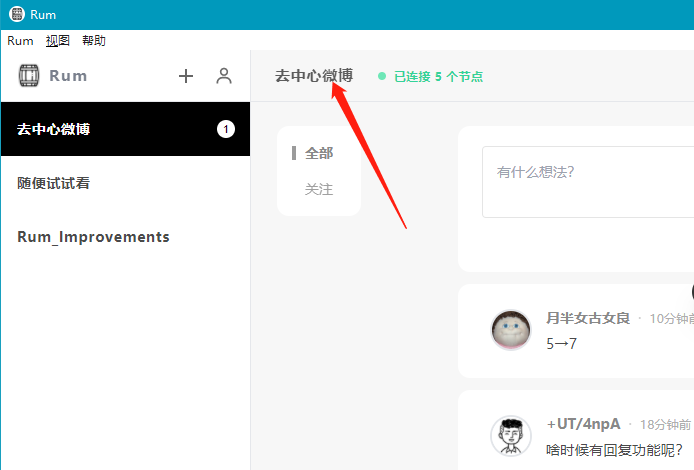 Rum
Rum 视图 帮助
Rum
去中心微博 已连接 5 个节点
去中心微博 1
随便试试看
Rum_Improvements
全部
关注
有什么想法?
月半女古女良 · 10分钟前
5→7
+UT/4npA · 18分钟前
啥时候有回复功能呢?